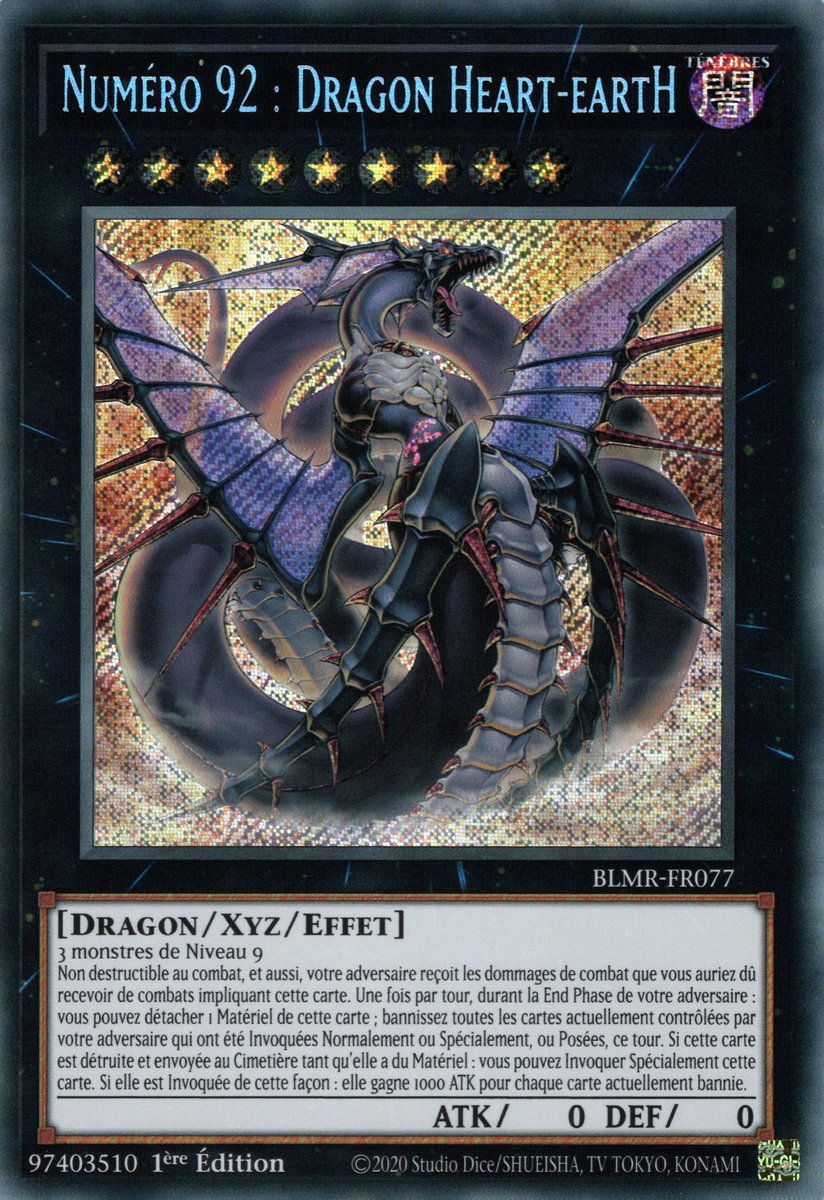 Numéro 92 : Dragon Heart-eartH
TÉNÈBRES
闇
BLMR-FR077
[Dragon/Xyz/Effet]
3 monstres de Niveau 9
Non destructible au combat, et aussi, votre adversaire reçoit les dommages de combat que vous auriez dû
recevoir de combats impliquant cette carte. Une fois par tour, durant la End Phase de votre adversaire :
vous pouvez détacher 1 Matériel de cette carte ; bannissez toutes les cartes actuellement contrôlées par
votre adversaire qui ont été Invoquées Normalement ou Spécialement, ou Posées, ce tour. Si cette carte
est détruite et envoyée au Cimetière tant qu'elle a du Matériel : vous pouvez Invoquer Spécialement cette
carte. Si elle est Invoquée de cette façon : elle gagne 1000 ATK pour chaque carte actuellement bannie.
ATK/ 0 DEF/ 0
97403510 1ère Édition ©2020 Studio Dice/SHUEISHA, TV TOKYO, KONAMI